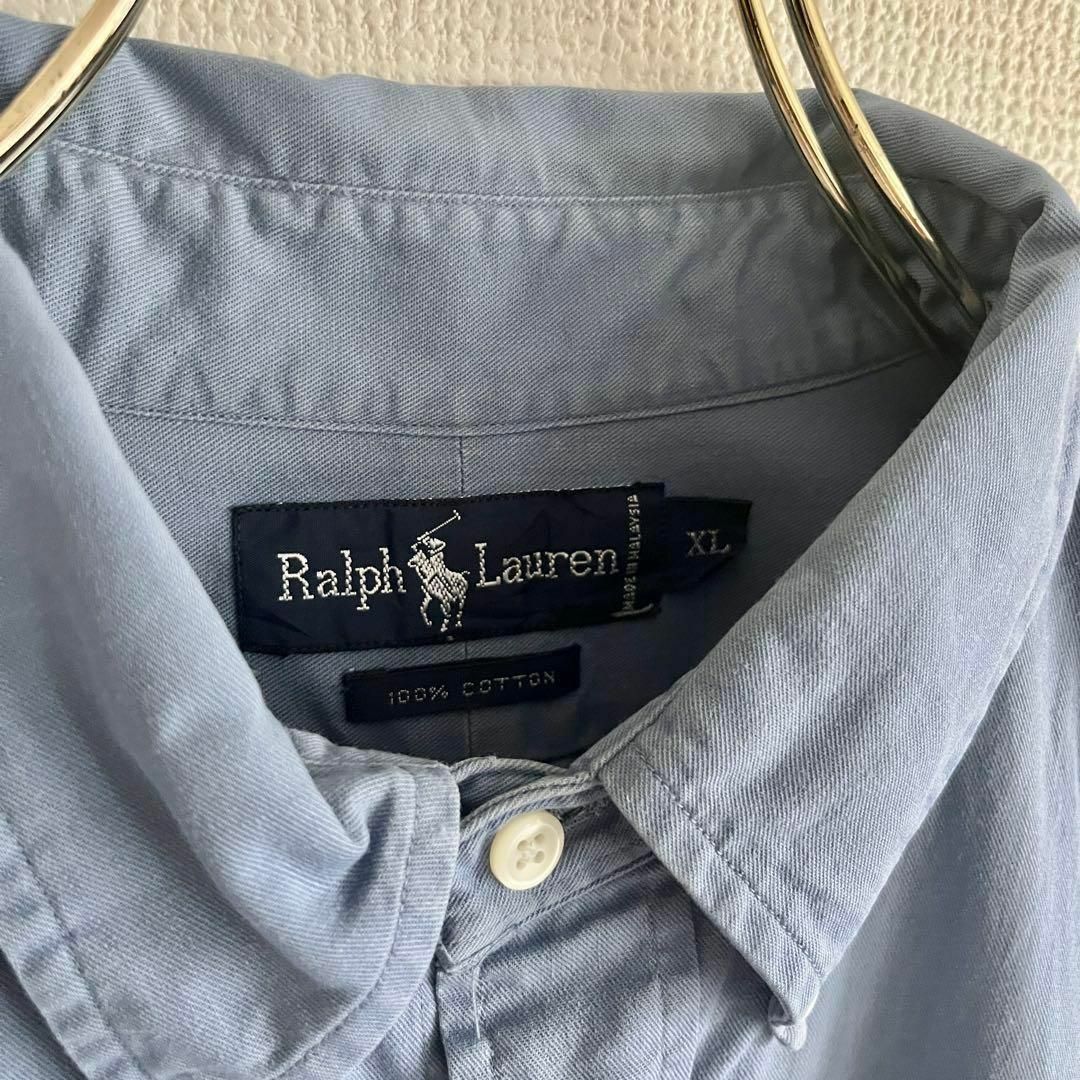 Ralph Lauren
MADE IN MALAYSIA
XL
100% COTTON